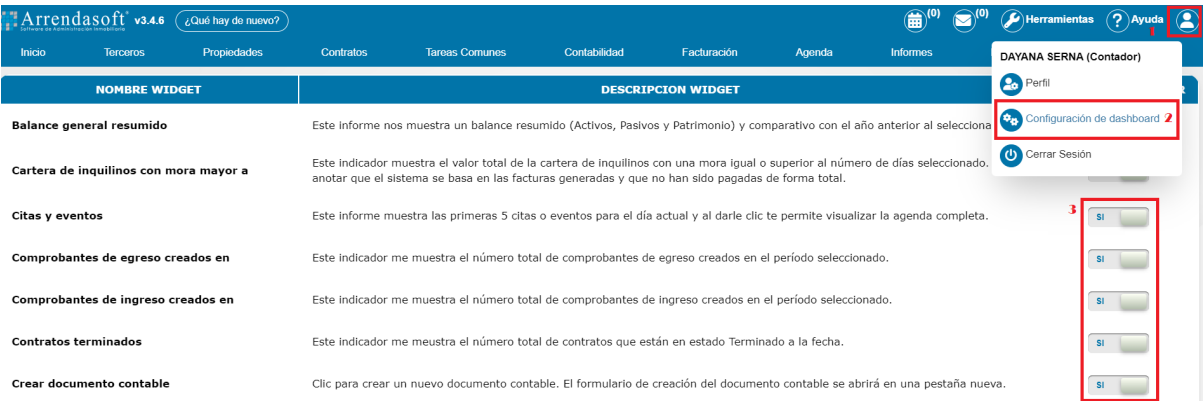 Arrendasoft® v3.4.6 ¿Qué hay de nuevo? (0) (0) Herramientas ? Ayuda
Software de Administración Inmobiliaria
1
Inicio Terceros Propiedades Contratos Tareas Comunes Contabilidad Facturación Agenda Informes
DAYANA SERNA (Contador)
Perfil
Configuración de dashboard 2
Cerrar Sesión
NOMBRE WIDGET DESCRIPCION WIDGET R
Balance general resumido Este informe nos muestra un balance resumido (Activos, Pasivos y Patrimonio) y comparativo con el año anterior al selecciona
Cartera de inquilinos con mora mayor a Este indicador muestra el valor total de la cartera de inquilinos con una mora igual o superior al número de días seleccionado.
anotar que el sistema se basa en las facturas generadas y que no han sido pagadas de forma total.
3
Citas y eventos Este informe muestra las primeras 5 citas o eventos para el día actual y al darle clic te permite visualizar la agenda completa. SI
Comprobantes de egreso creados en Este indicador me muestra el número total de comprobantes de egreso creados en el período seleccionado. SI
Comprobantes de ingreso creados en Este indicador me muestra el número total de comprobantes de ingreso creados en el período seleccionado. SI
Contratos terminados Este indicador me meustra el número total de contratos que están en estado Terminado a la fecha. SI
Crear documento contable Clic para crear un nuevo documento contable. El formulario de creación del documento contable se abrirá en una pestaña nueva. SI